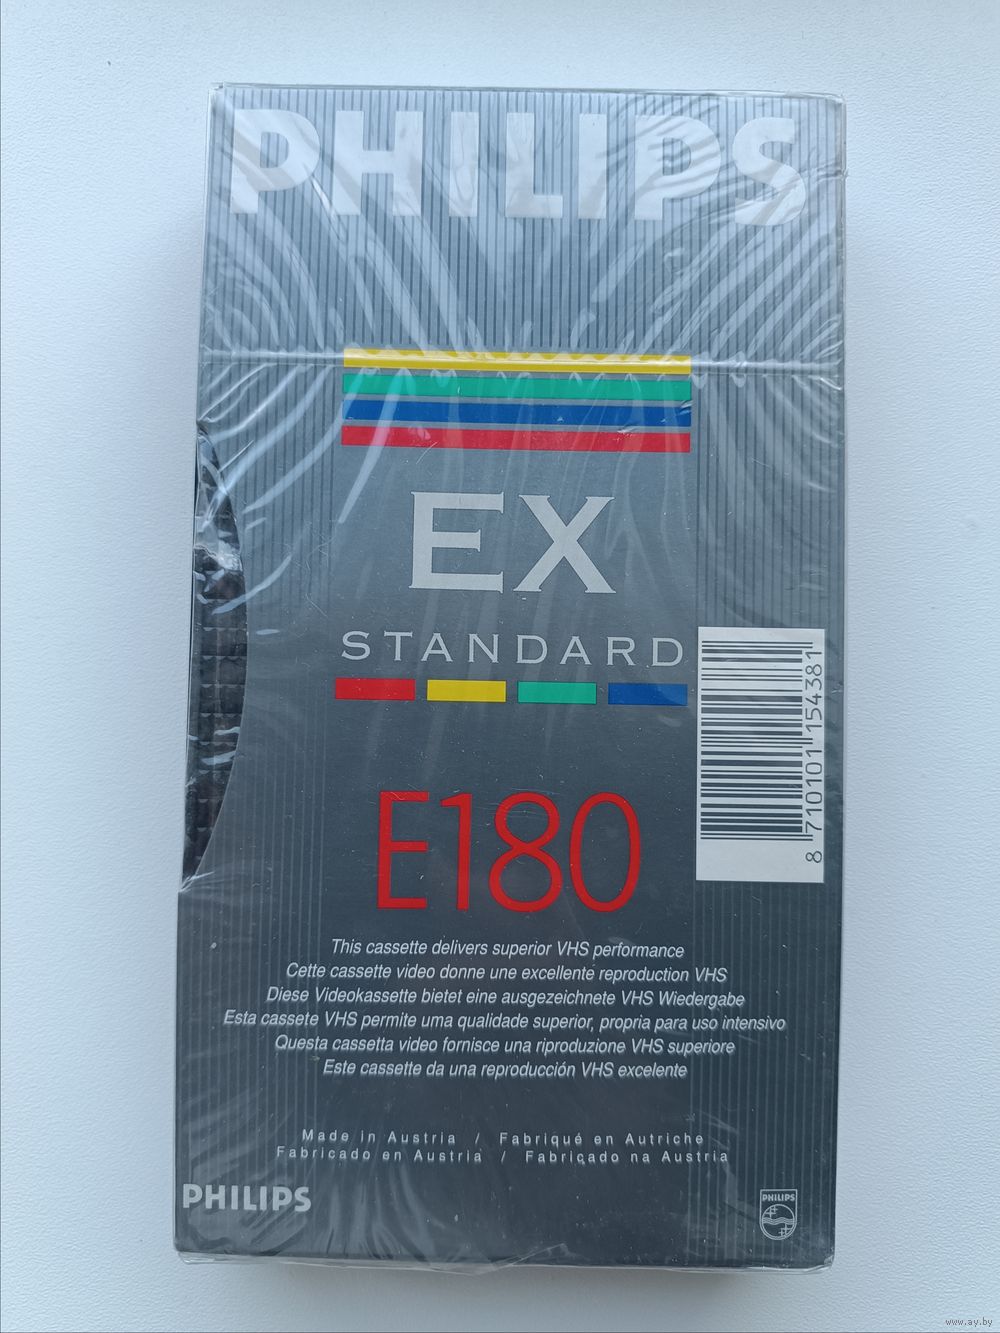 PHILIPS
EX
STANDARD
E180
8 710101 154381
This cassette delivers superior VHS performance
Cette cassette video donne une excellente reproduction VHS
Diese Videokassette bietet eine ausgezeichnete VHS Wiedergabe
Esta cassete VHS permite uma qualidade superior, propria para uso intensivo
Questa cassetta video fornisce una riproduzione VHS superiore
Este cassette da una reproducción VHS excelente
Made in Austria / Fabriqué en Autriche
Fabricado en Austria / Fabricado na Austria
PHILIPS
PHILIPS
www.ay.by